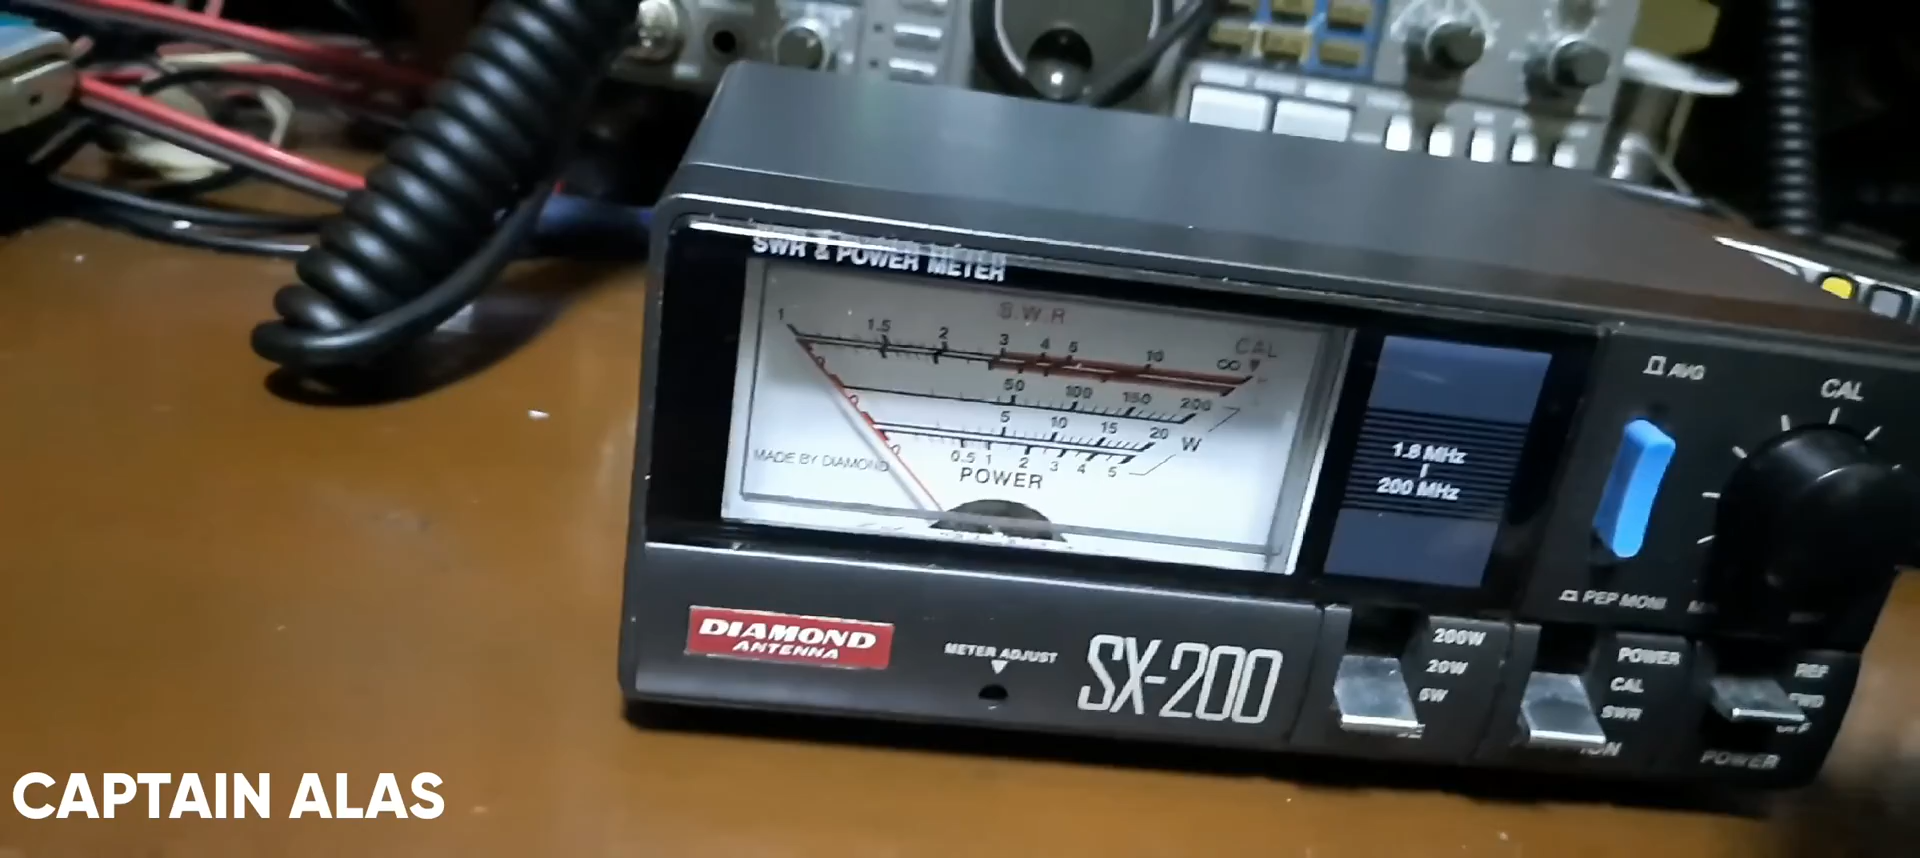 SWR & POWER METER
S.W.R
CAL
1 1.5 2 3 4 5 10 ∞
50 100 150 200
0 5 10 15 20 W
0 0.5 1 2 3 4 5
MADE BY DIAMOND
POWER
1.8 MHz
200 MHz
AVG
CAL
PEP MONI
DIAMOND
ANTENNA
METER ADJUST
SX-200
200W
20W
5W
POWER
CAL
SWR
REF
FWD
OFF
POWER
CAPTAIN ALAS